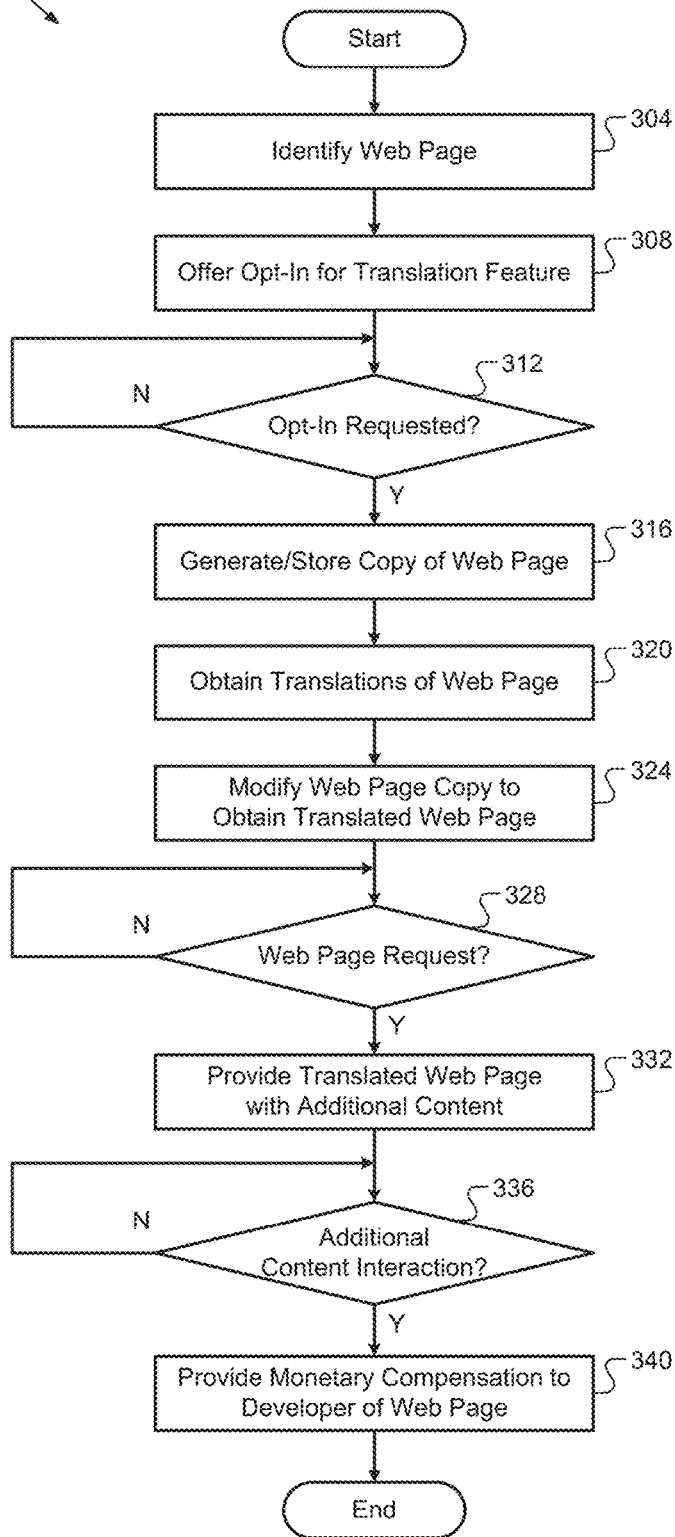 Start
Identify Web Page
304
Offer Opt-In for Translation Feature
308
312
N
Opt-In Requested?
Y
Generate/Store Copy of Web Page
316
Obtain Translations of Web Page
320
Modify Web Page Copy to
Obtain Translated Web Page
324
328
N
Web Page Request?
Y
Provide Translated Web Page
with Additional Content
332
336
N
Additional
Content Interaction?
Y
Provide Monetary Compensation to
Developer of Web Page
340
End